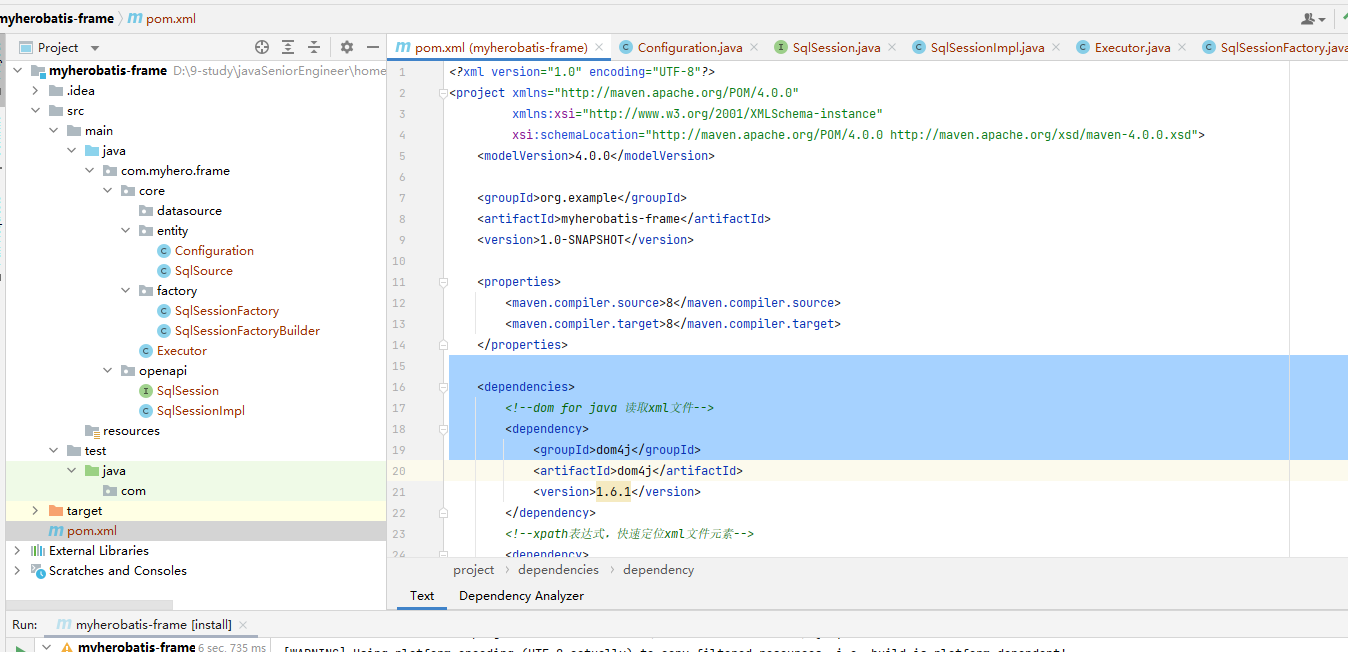 myherobatis-frame pom.xml
Project
pom.xml (myherobatis-frame) Configuration.java SqlSession.java SqlSessionImpl.java Executor.java SqlSessionFactory.java
myherobatis-frame D:\9-study\javaSeniorEngineer\home
.idea
src
main
java
com.myhero.frame
core
datasource
entity
Configuration
SqlSource
factory
SqlSessionFactory
SqlSessionFactoryBuilder
Executor
openapi
SqlSession
SqlSessionImpl
resources
test
java
com
target
pom.xml
External Libraries
Scratches and Consoles
1 <?xml version="1.0" encoding="UTF-8"?>
2 <project xmlns="http://maven.apache.org/POM/4.0.0"
3 xmlns:xsi="http://www.w3.org/2001/XMLSchema-instance"
4 xsi:schemaLocation="http://maven.apache.org/POM/4.0.0 http://maven.apache.org/xsd/maven-4.0.0.xsd">
5 <modelVersion>4.0.0</modelVersion>
6
7 <groupId>org.example</groupId>
8 <artifactId>myherobatis-frame</artifactId>
9 <version>1.0-SNAPSHOT</version>
10
11 <properties>
12 <maven.compiler.source>8</maven.compiler.source>
13 <maven.compiler.target>8</maven.compiler.target>
14 </properties>
15
16 <dependencies>
17 <!--dom for java 读取xml文件-->
18 <dependency>
19 <groupId>dom4j</groupId>
20 <artifactId>dom4j</artifactId>
21 <version>1.6.1</version>
22 </dependency>
23 <!--xpath表达式，快速定位xml文件元素-->
24 <dependency>
project › dependencies › dependency
Text Dependency Analyzer
Run: myherobatis-frame [install]
myherobatis-frame 6 sec, 735 ms
[WARNING] Using platform encoding (UTF-8 actually) to copy filtered resources, i.e. build is platform dependent!